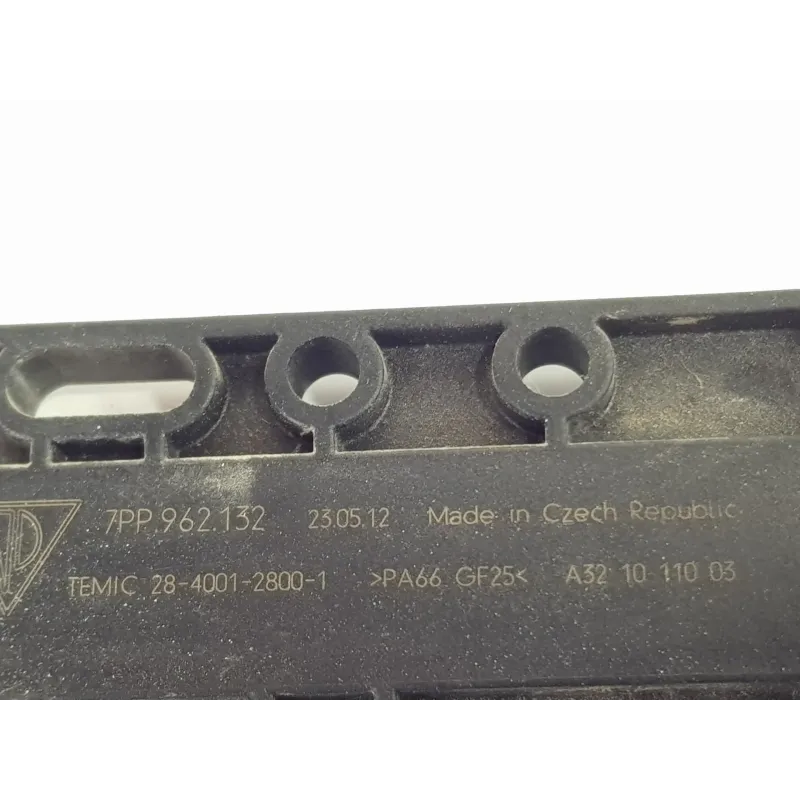 7PP.962.132 23.05.12 Made in Czech Republic
TEMIC 28-4001-2800-1 >PA66 GF25< A32 10 110 03